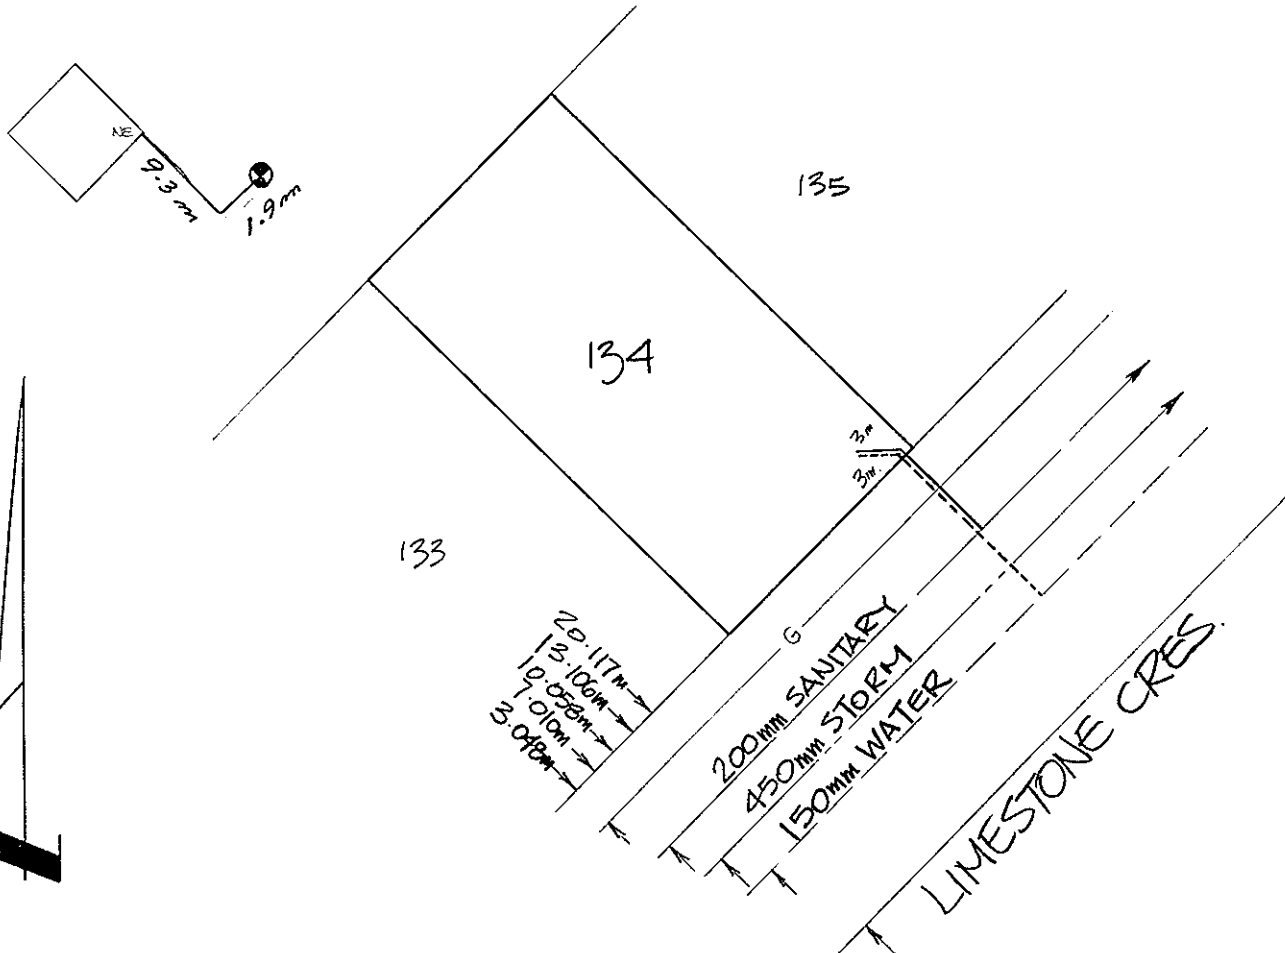 NE
9.3 m
1.9m
135
134
3m
3m.
133
20.117m
13.106m
10.058m
7.010m
3.048m
G
200mm SANITARY
450mm STORM
150mm WATER
LIMESTONE CRES.